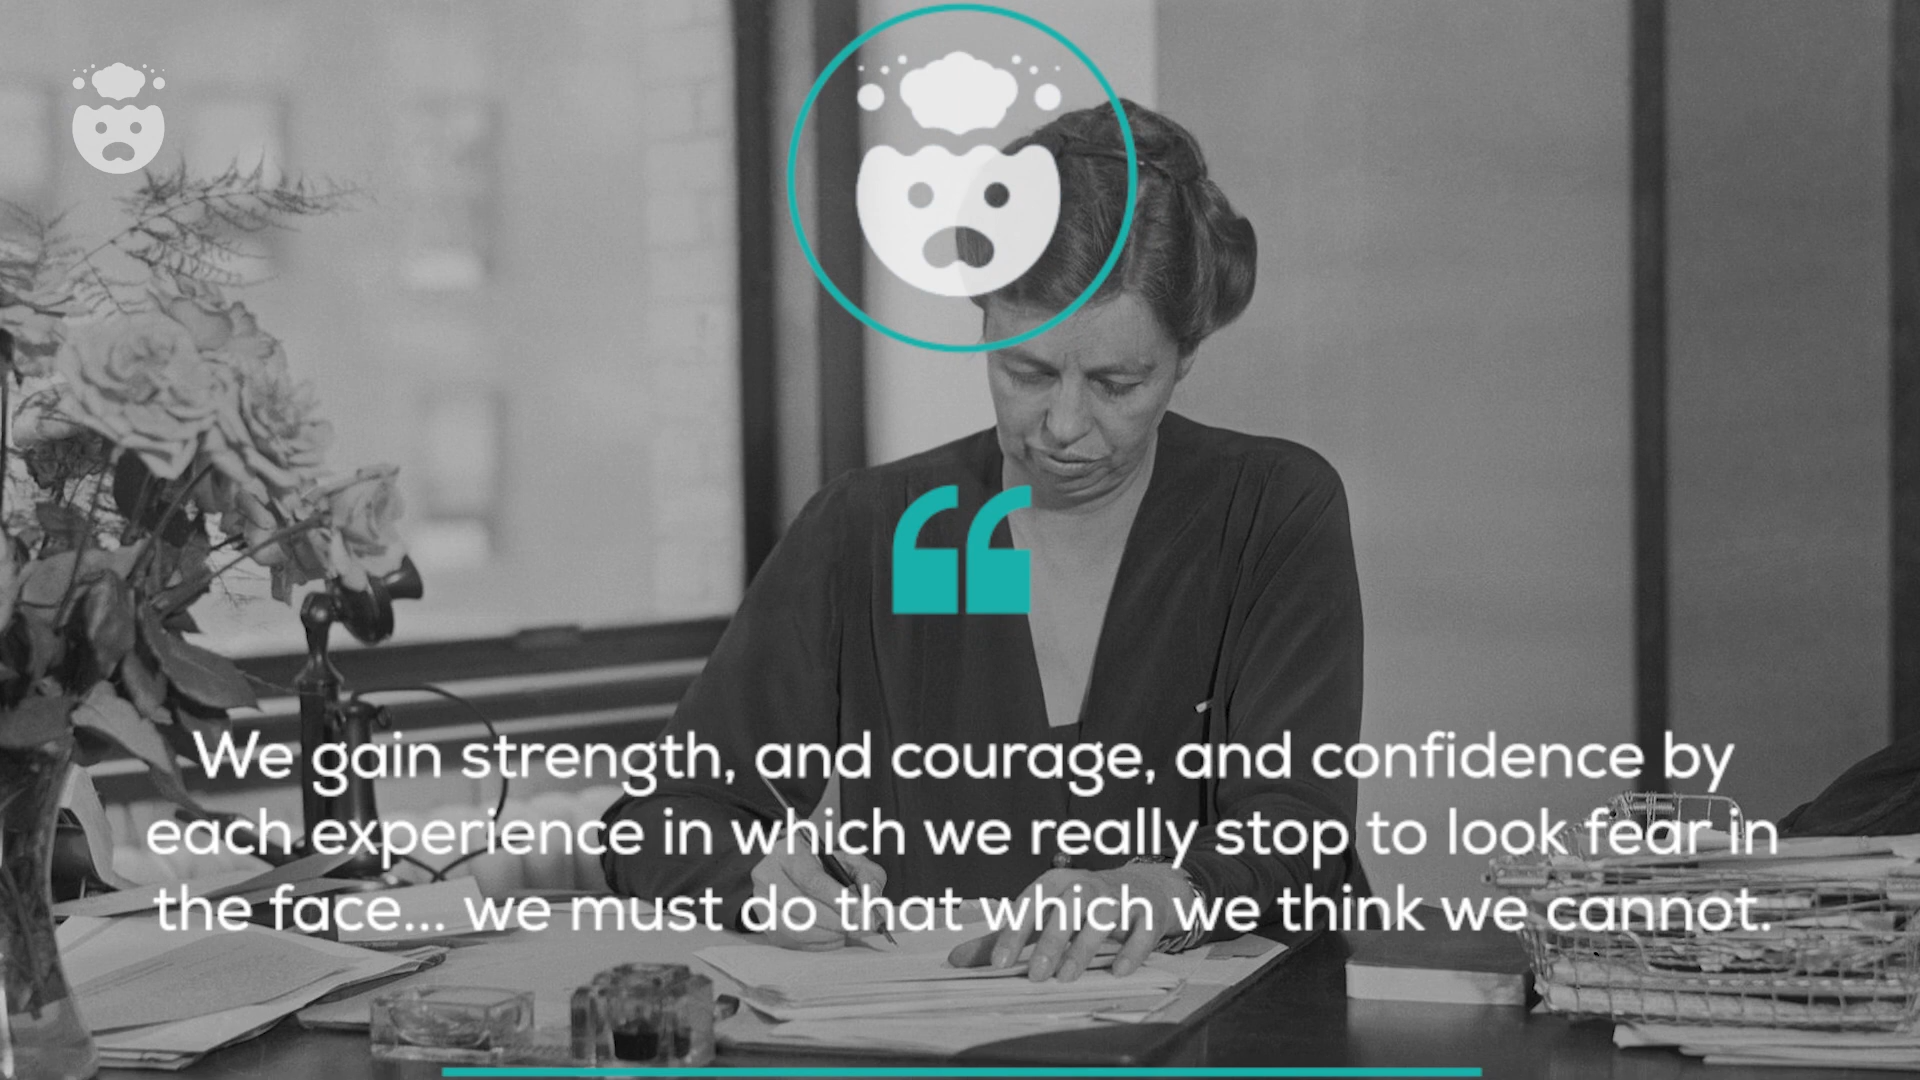 We gain strength, and courage, and confidence by
each experience in which we really stop to look fear in
the face... we must do that which we think we cannot.